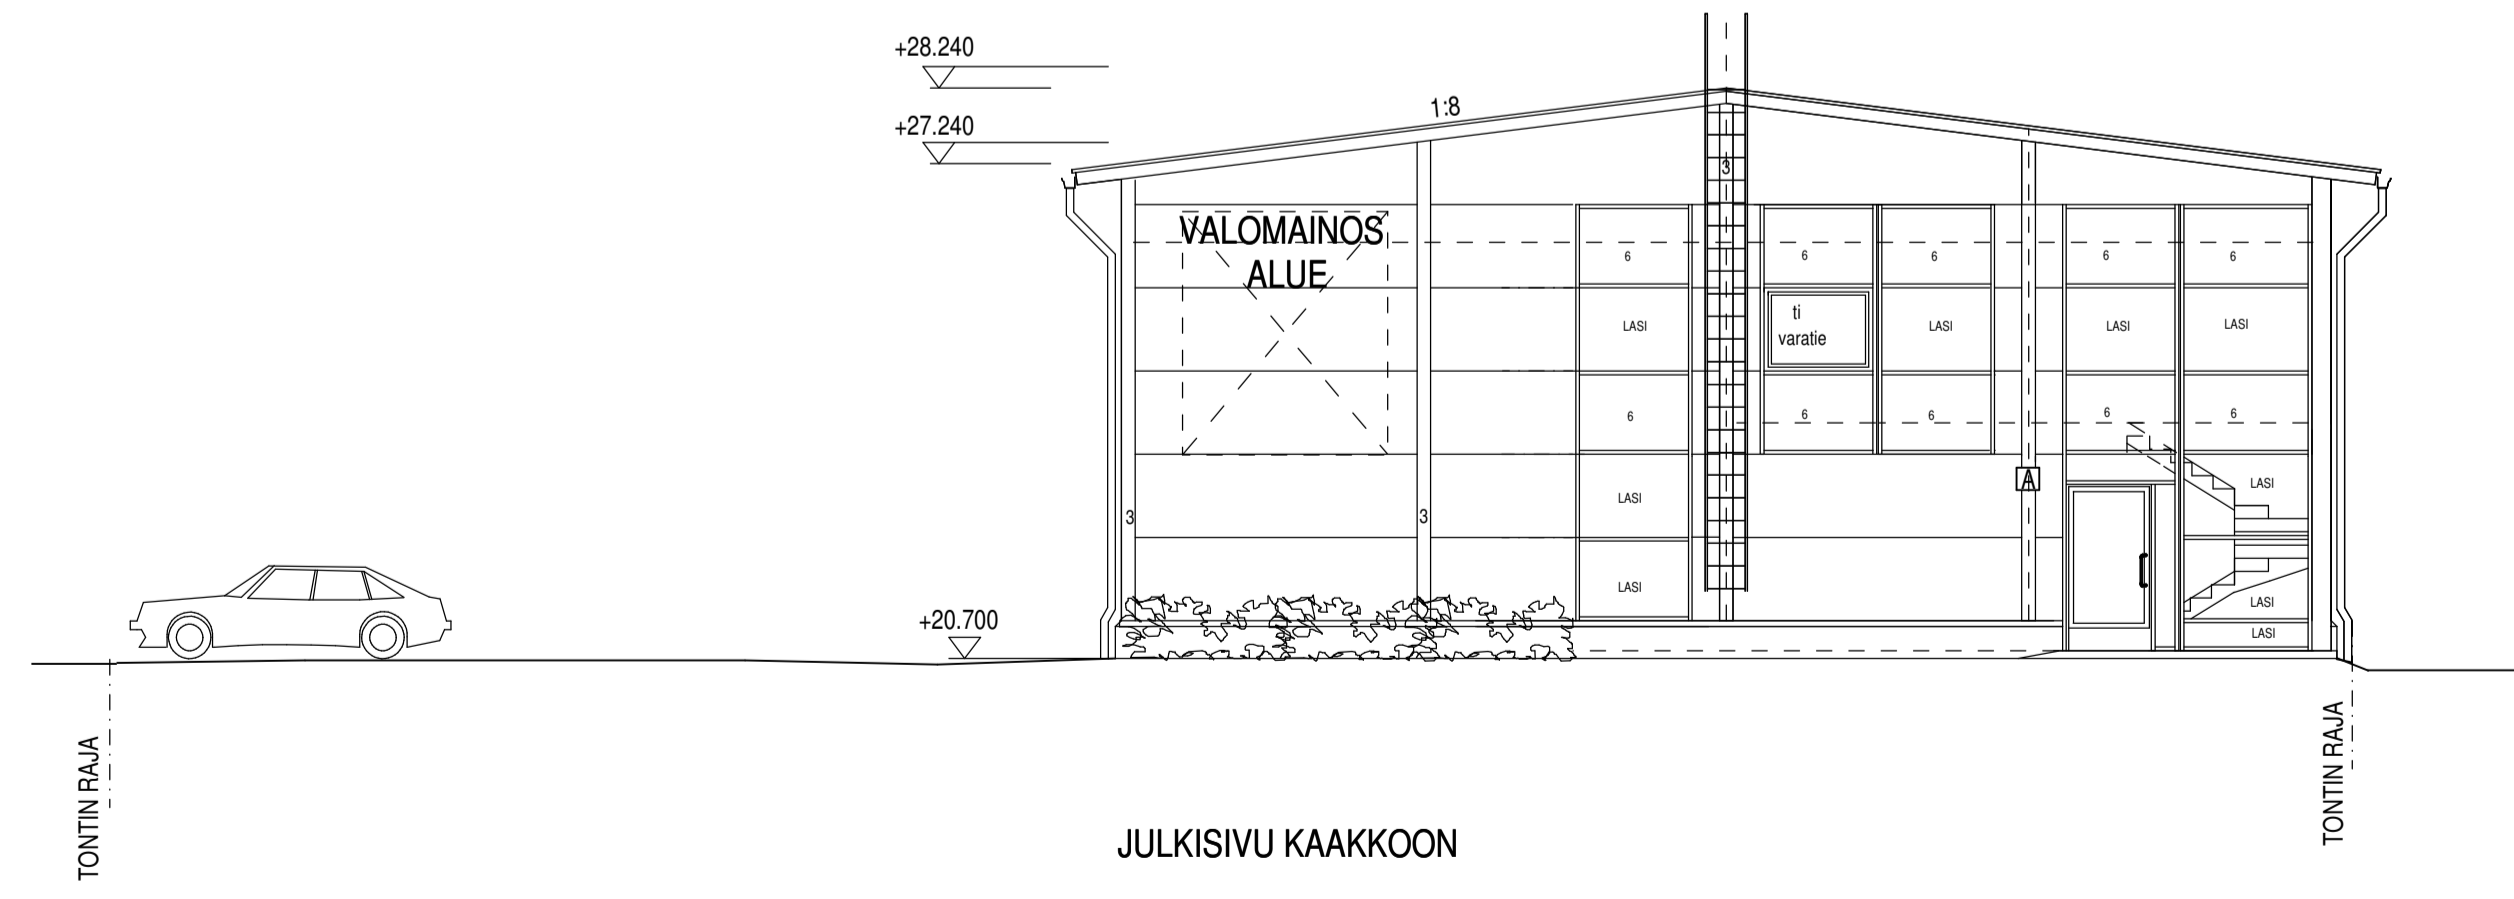 +28.240
1:8
+27.240
3
VALOMAINOS
ALUE
6 6 6 6 6
ti
varatie
LASI LASI LASI LASI
6 6 6 6 6
A
LASI LASI
3 3
LASI LASI
LASI
+20.700
TONTIN RAJA
TONTIN RAJA
JULKISIVU KAAKKOON